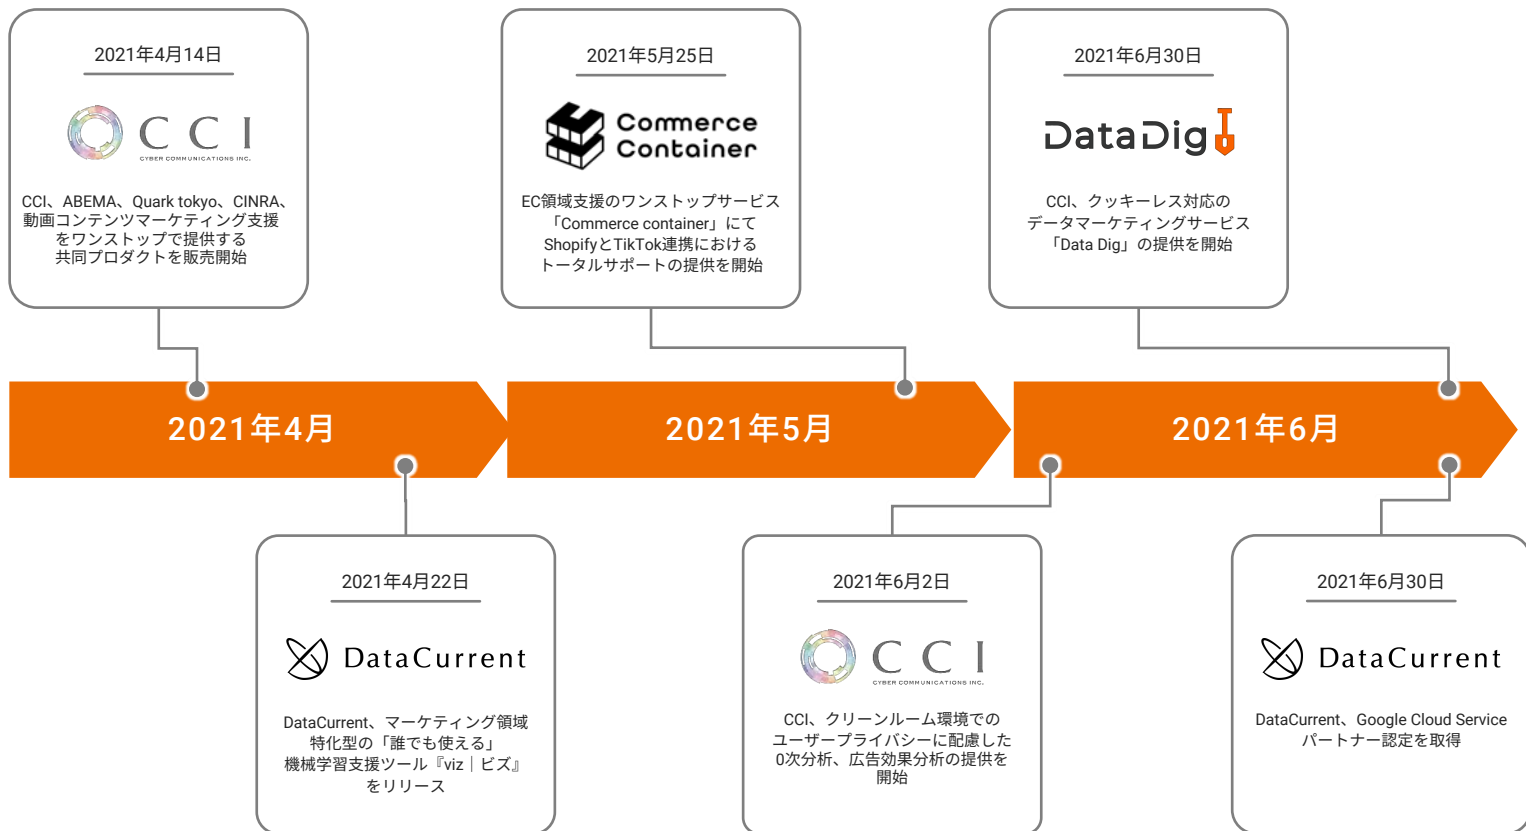 2021年4月14日
CCI
CYBER COMMUNICATIONS INC.
CCI、ABEMA、Quark tokyo、CINRA、
動画コンテンツマーケティング支援
をワンストップで提供する
共同プロダクトを販売開始
2021年5月25日
Commerce
Container
EC領域支援のワンストップサービス
「Commerce container」にて
ShopifyとTikTok連携における
トータルサポートの提供を開始
2021年6月30日
DataDig
CCI、クッキーレス対応の
データマーケティングサービス
「Data Dig」の提供を開始
2021年4月
2021年5月
2021年6月
2021年4月22日
DataCurrent
DataCurrent、マーケティング領域
特化型の「誰でも使える」
機械学習支援ツール『viz｜ビズ』
をリリース
2021年6月2日
CCI
CYBER COMMUNICATIONS INC.
CCI、クリーンルーム環境での
ユーザープライバシーに配慮した
0次分析、広告効果分析の提供を
開始
2021年6月30日
DataCurrent
DataCurrent、Google Cloud Service
パートナー認定を取得